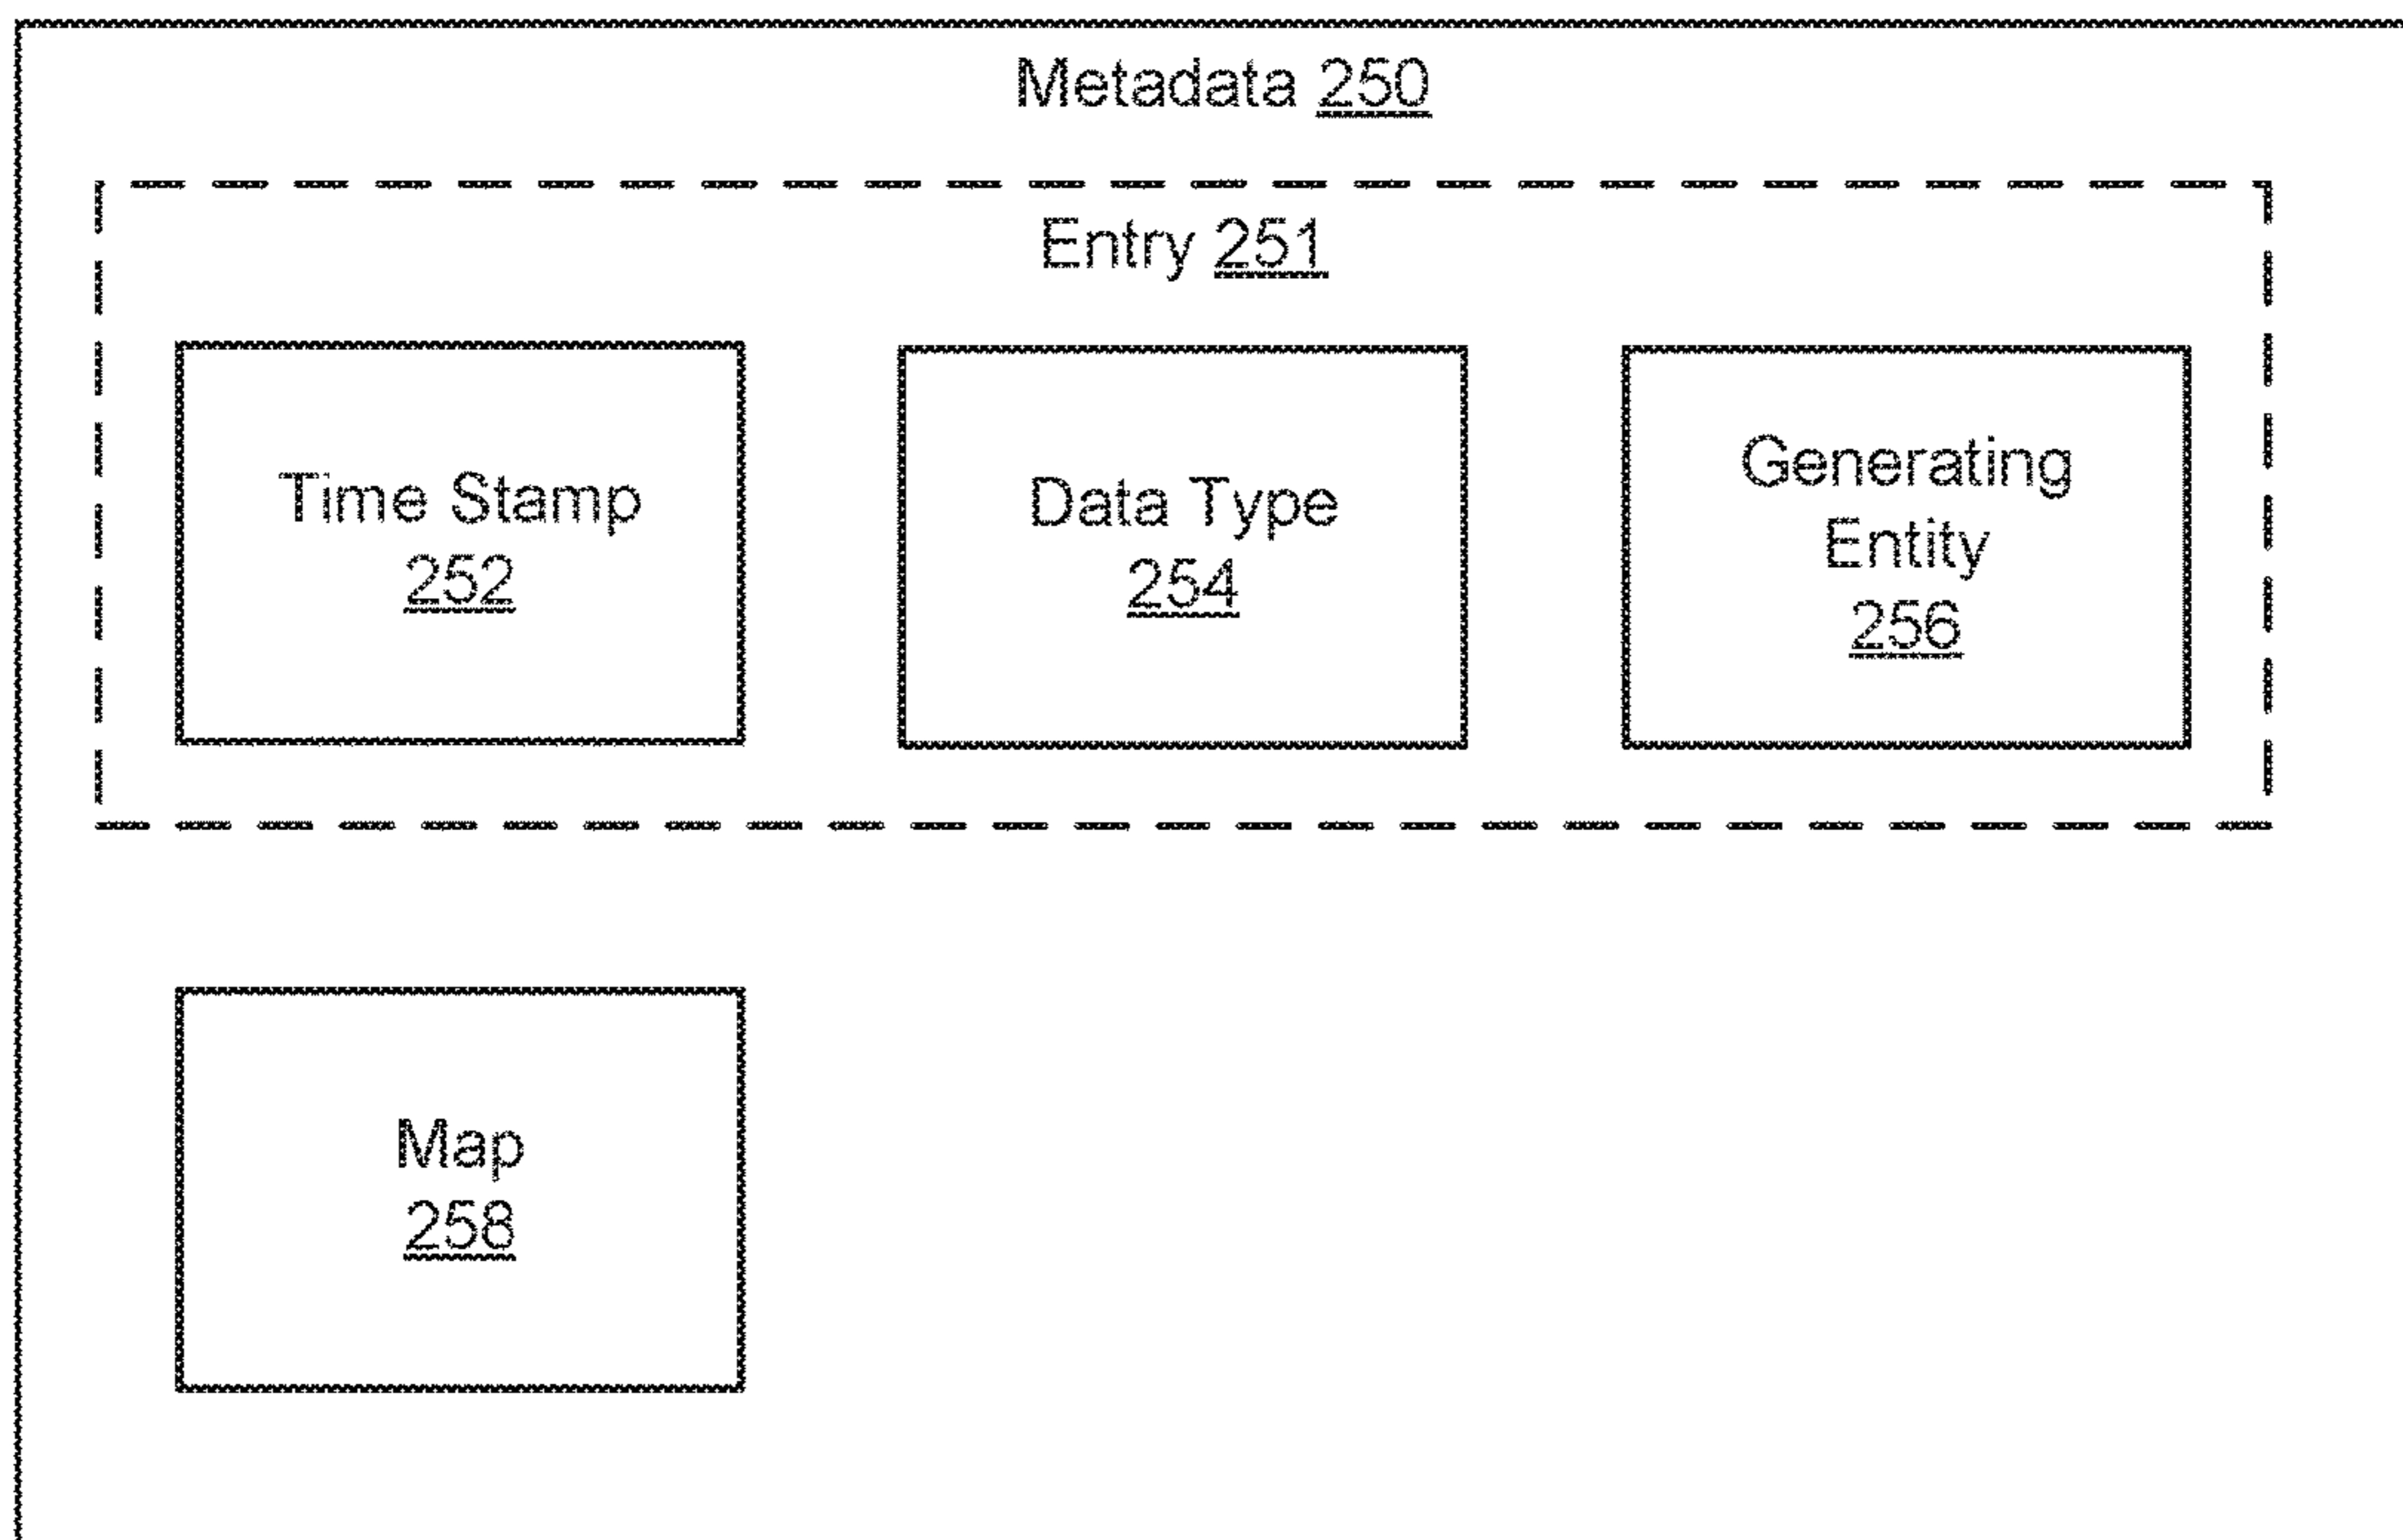 Metadata 250
Entry 251
Time Stamp
252
Data Type
254
Generating
Entity
256
Map
258